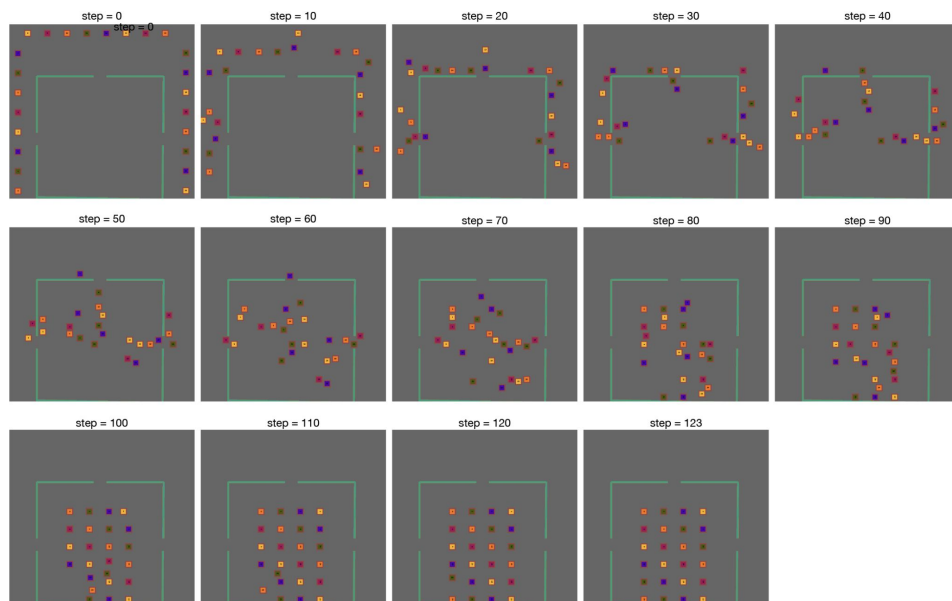 step = 0 step = 10 step = 20 step = 30 step = 40
step = 0
step = 50 step = 60 step = 70 step = 80 step = 90
step = 100 step = 110 step = 120 step = 123